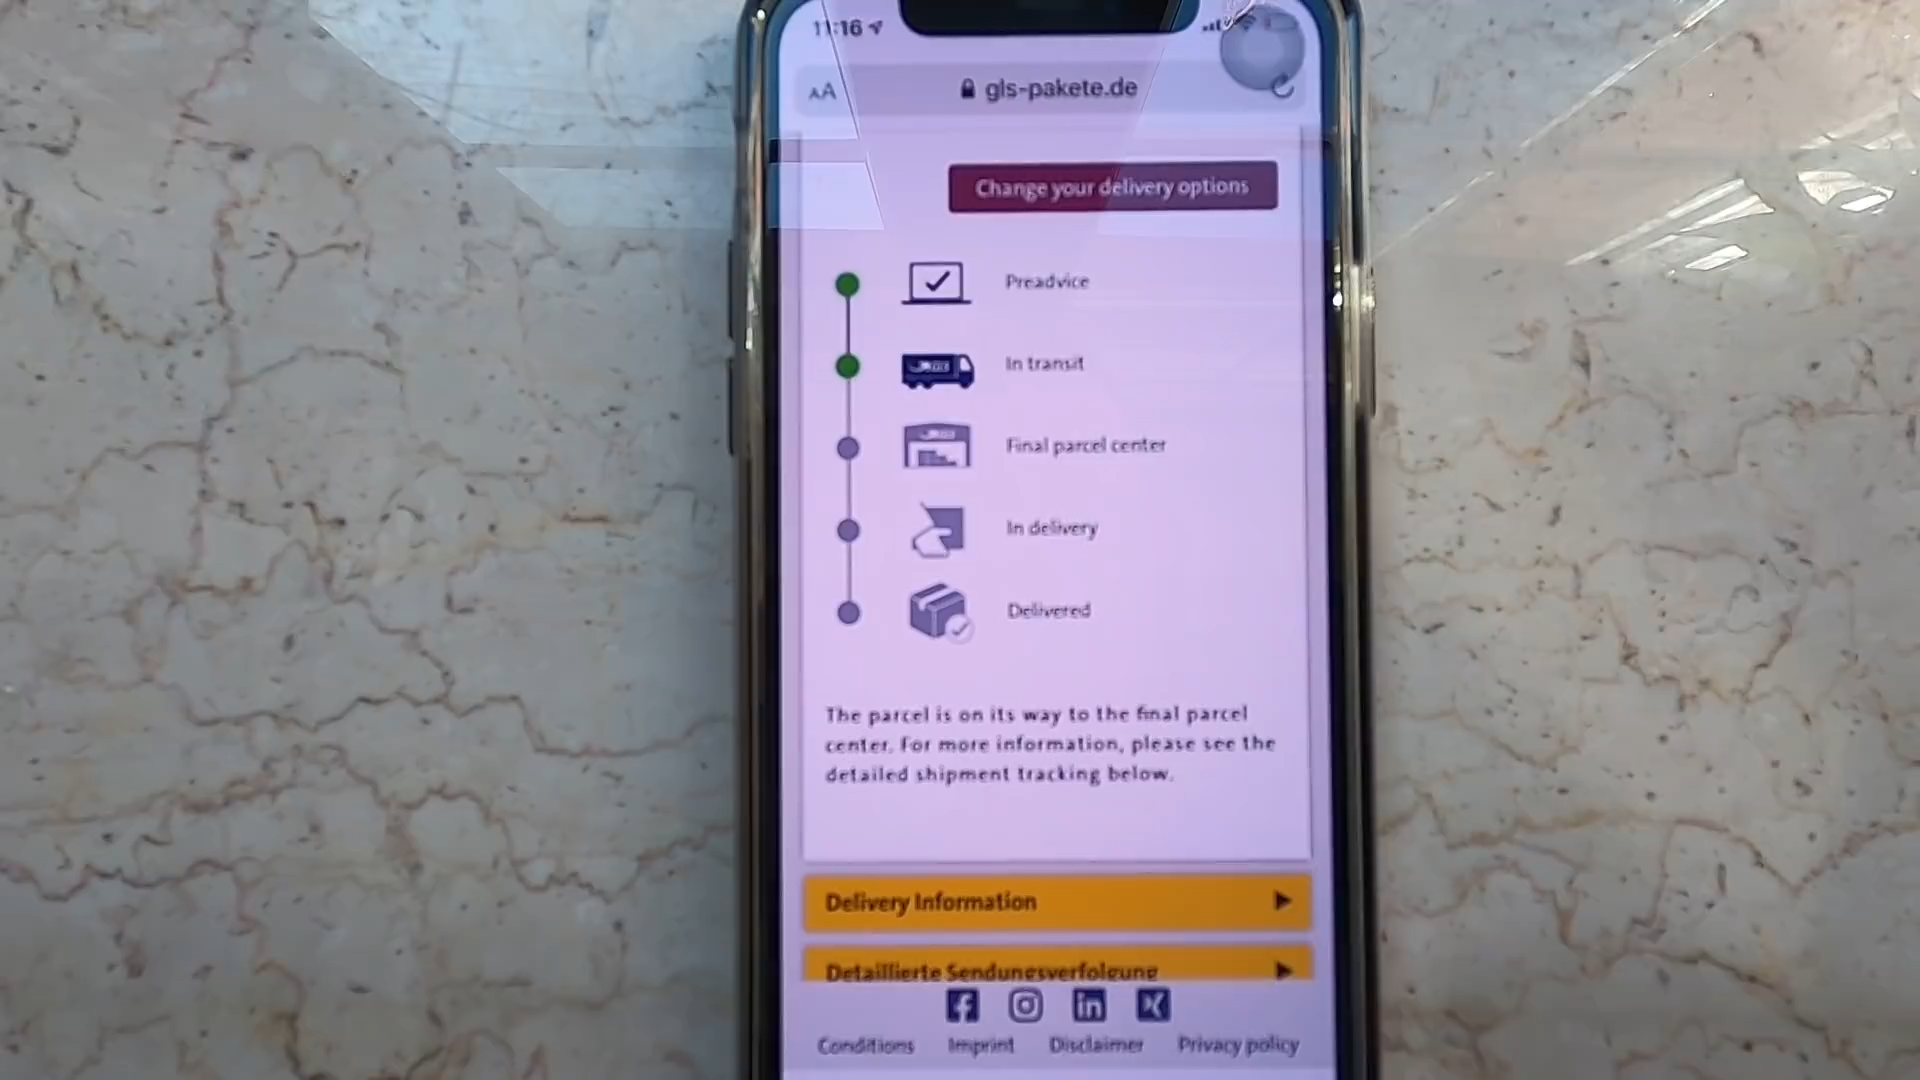 11:16
AA gls-pakete.de
Change your delivery options
Preadvice
In transit
Final parcel center
In delivery
Delivered
The parcel is on its way to the final parcel
center. For more information, please see the
detailed shipment tracking below.
Delivery Information
Detaillierte Sendungsverfolgung
Conditions Imprint Disclaimer Privacy policy